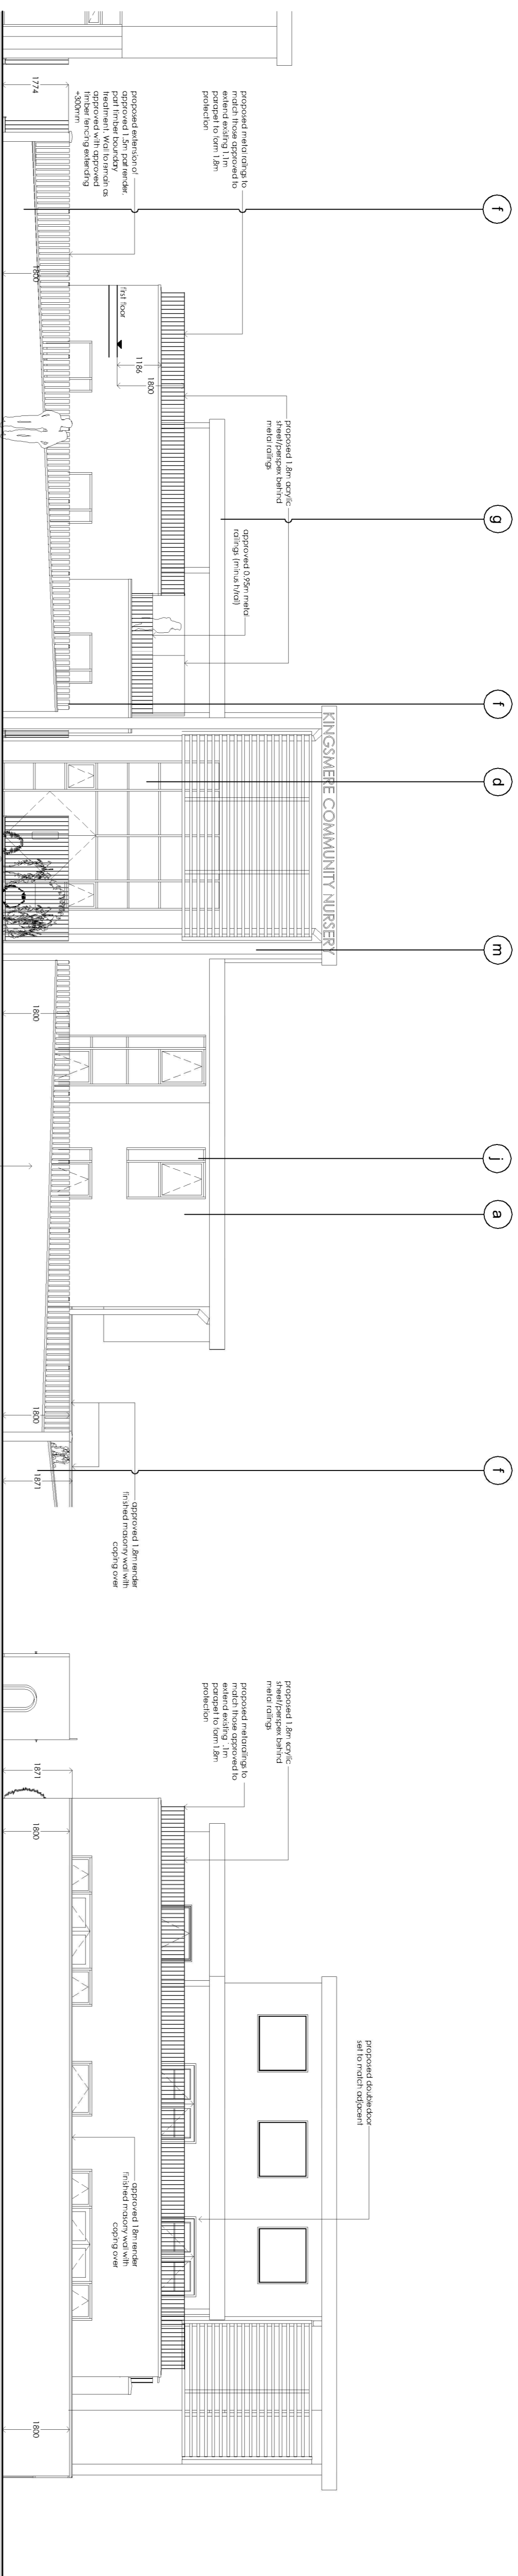 f
g
f
d
m
j
a
f
proposed metal railings to
match those approved to
extend existing 1.1m
parapet to form 1.8m
protection
proposed extension of
approved 1.5m part render,
part timber boundary
treatment. Wall to remain as
approved with approved
timber fencing extending
+300mm
1774
1800
first floor
1186
1800
proposed 1.8m acrylic
sheet/perspex behind
metal railings
approved 0.95m metal
railings (minus h/rail)
KINGSMERE COMMUNITY NURSERY
1800
1800
1871
approved 1.8m render
finished masonry wall with
coping over
proposed 1.8m acrylic
sheet/perspex behind
metal railings
proposed metal railings to
match those approved to
extend existing 1.1m
parapet to form 1.8m
protection
1871
1800
proposed double door
set to match adjacent
approved 1.8m render
finished masonry wall with
coping over
1800